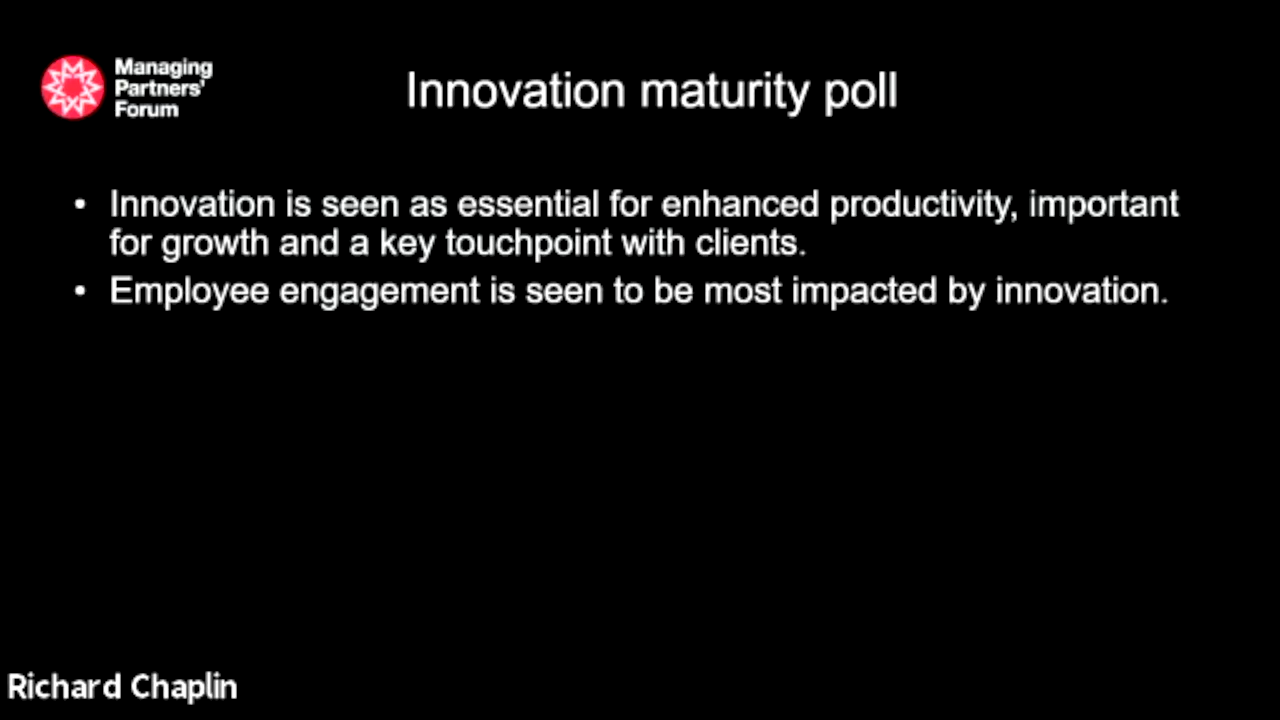 Managing
Partners'
Forum
Innovation maturity poll
• Innovation is seen as essential for enhanced productivity, important
for growth and a key touchpoint with clients.
• Employee engagement is seen to be most impacted by innovation.
Richard Chaplin